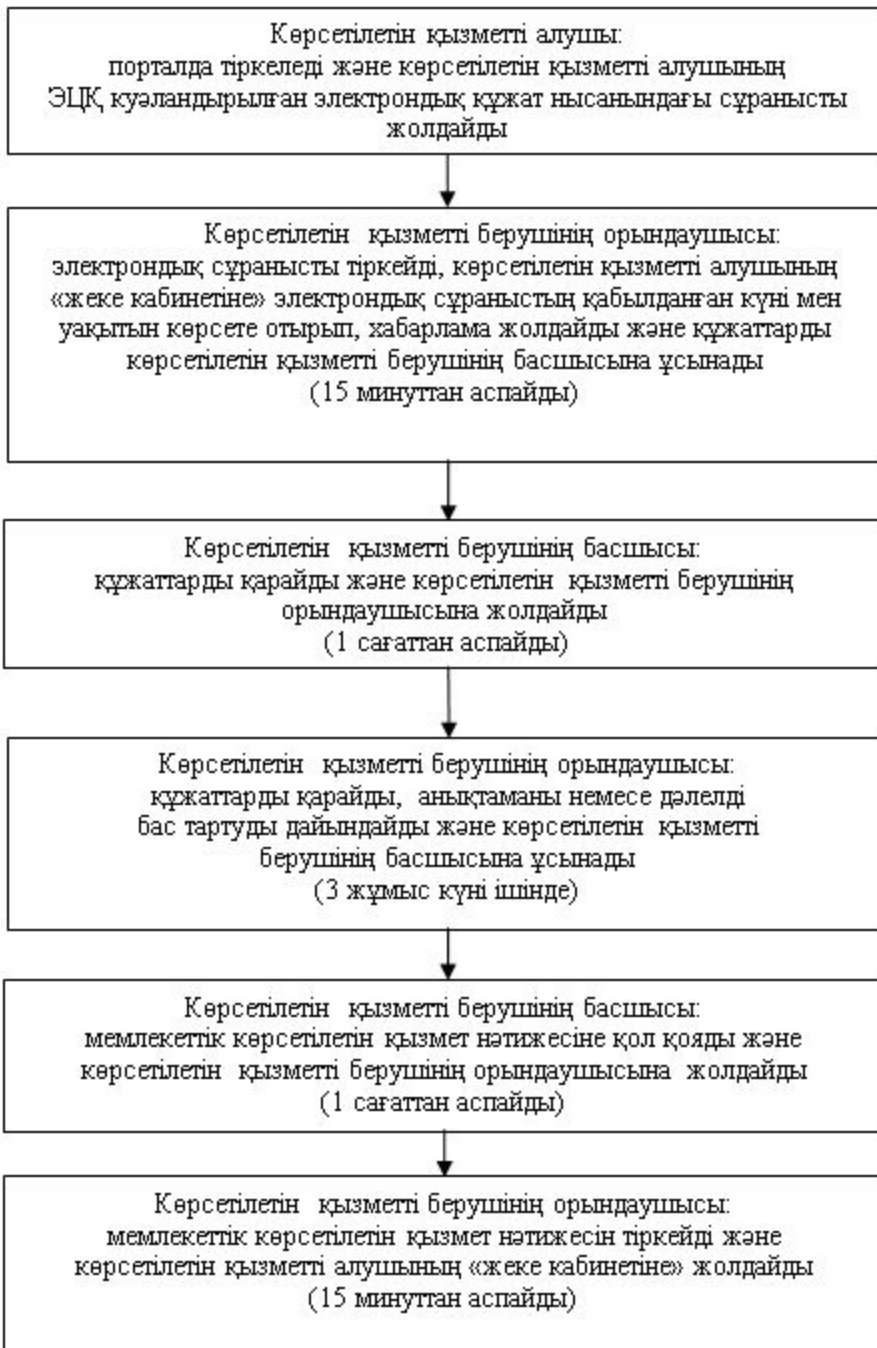 Көрсетілетін қызметті алушы:
порталда тіркеледі және көрсетілетін қызметті алушының
ЭЦҚ куәландырылған электрондық құжат нысанындағы сұранысты
жолдайды
Көрсетілетін қызметті берушінің орындаушысы:
электрондық сұранысты тіркейді, көрсетілетін қызметті алушының
«жеке кабинетіне» электрондық сұраныстың қабылданған күні мен
уақытын көрсете отырып, хабарлама жолдайды және құжаттарды
көрсетілетін қызметті берушінің басшысына ұсынады
(15 минуттан аспайды)
Көрсетілетін қызметті берушінің басшысы:
құжаттарды қарайды және көрсетілетін қызметті берушінің
орындаушысына жолдайды
(1 сағаттан аспайды)
Көрсетілетін қызметті берушінің орындаушысы:
құжаттарды қарайды, анықтаманы немесе дәлелді
бас тартуды дайындайды және көрсетілетін қызметті
берушінің басшысына ұсынады
(3 жұмыс күні ішінде)
Көрсетілетін қызметті берушінің басшысы:
мемлекеттік көрсетілетін қызмет нәтижесіне қол қояды және
көрсетілетін қызметті берушінің орындаушысына жолдайды
(1 сағаттан аспайды)
Көрсетілетін қызметті берушінің орындаушысы:
мемлекеттік көрсетілетін қызмет нәтижесін тіркейді және
көрсетілетін қызметті алушының «жеке кабинетіне» жолдайды
(15 минуттан аспайды)